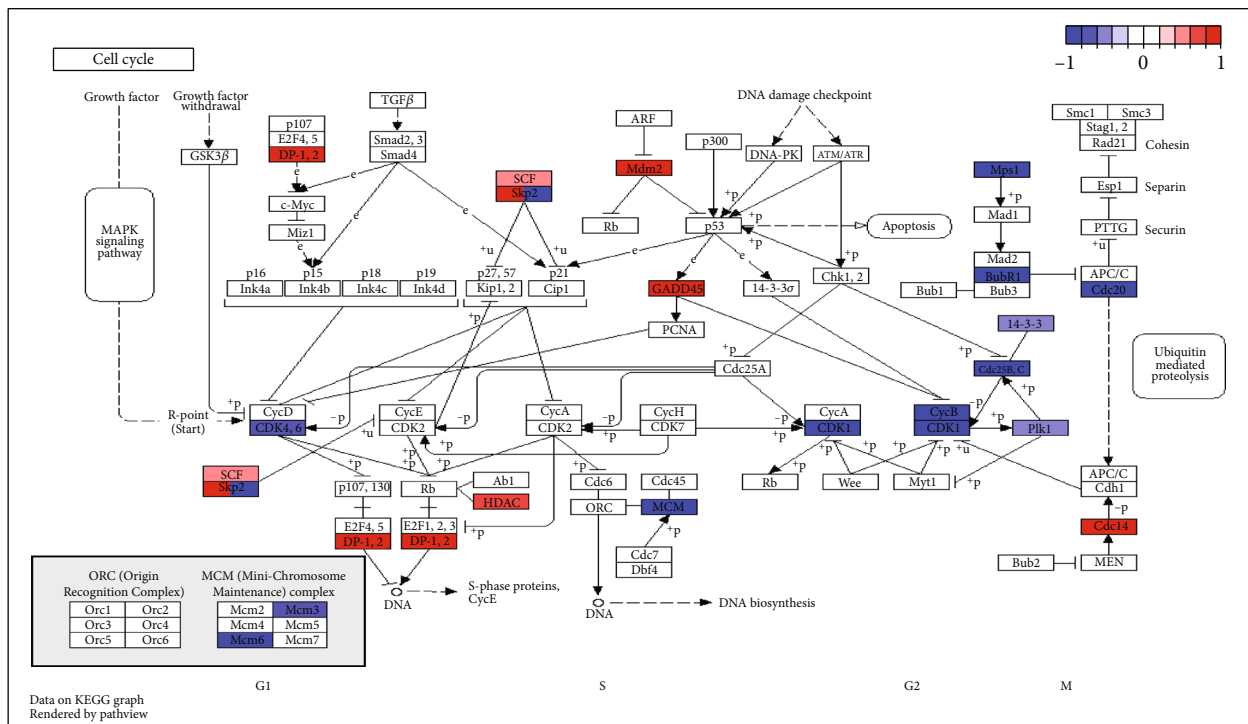 Cell cycle
−1 0 1
Growth factor
Growth factor
withdrawal
TGFβ
DNA damage checkpoint
p107
E2F4, 5
DP-1, 2
Smad2, 3
Smad4
GSK3β
ARF
p300
DNA-PK
ATM/ATR
Smc1 Smc3
Stag1, 2
Rad21
Cohesin
e
e
e
e
c-Myc
Miz1
e
SCF
Skp2
Mdm2
Rb
p53
+p
+p
+p
+p
Apoptosis
Mps1
+p
Mad1
Esp1
Separin
PTTG
Securin
+u
MAPK
signaling
pathway
+u
+u
e
e
e
Chk1, 2
Mad2
BubR1
Bub3
Bub1
APC/C
Cdc20
p16
Ink4a
p15
Ink4b
p18
Ink4c
p19
Ink4d
p27, 57
Kip1, 2
p21
Cip1
GADD45
14-3-3σ
PCNA
+p
+p
+p
14-3-3
Cdc25A
Cdc25B, C
Ubiquitin
mediated
proteolysis
R-point
(Start)
+p
CycD
CDK4, 6
−p
CycE
CDK2
−p
CycA
CDK2
−p
+p
CycH
CDK7
−p
+p
CycA
CDK1
CycB
CDK1
−p
+p
+p
Plk1
+u
+p
+p
+p
+p
+p
+p
+p
+p
+u
+p
SCF
Skp2
p107, 130
Rb
Ab1
HDAC
Cdc6
Cdc45
ORC
MCM
+p
Cdc7
Dbf4
Rb
Wee
Myt1
APC/C
Cdh1
−p
Cdc14
Bub2
MEN
E2F4, 5
DP-1, 2
E2F1, 2, 3
DP-1, 2
+p
DNA
S-phase proteins,
CycE
DNA
DNA biosynthesis
ORC (Origin
Recognition Complex)
Orc1 Orc2
Orc3 Orc4
Orc5 Orc6
MCM (Mini-Chromosome
Maintenance) complex
Mcm2 Mcm3
Mcm4 Mcm5
Mcm6 Mcm7
G1 S G2 M
Data on KEGG graph
Rendered by pathview